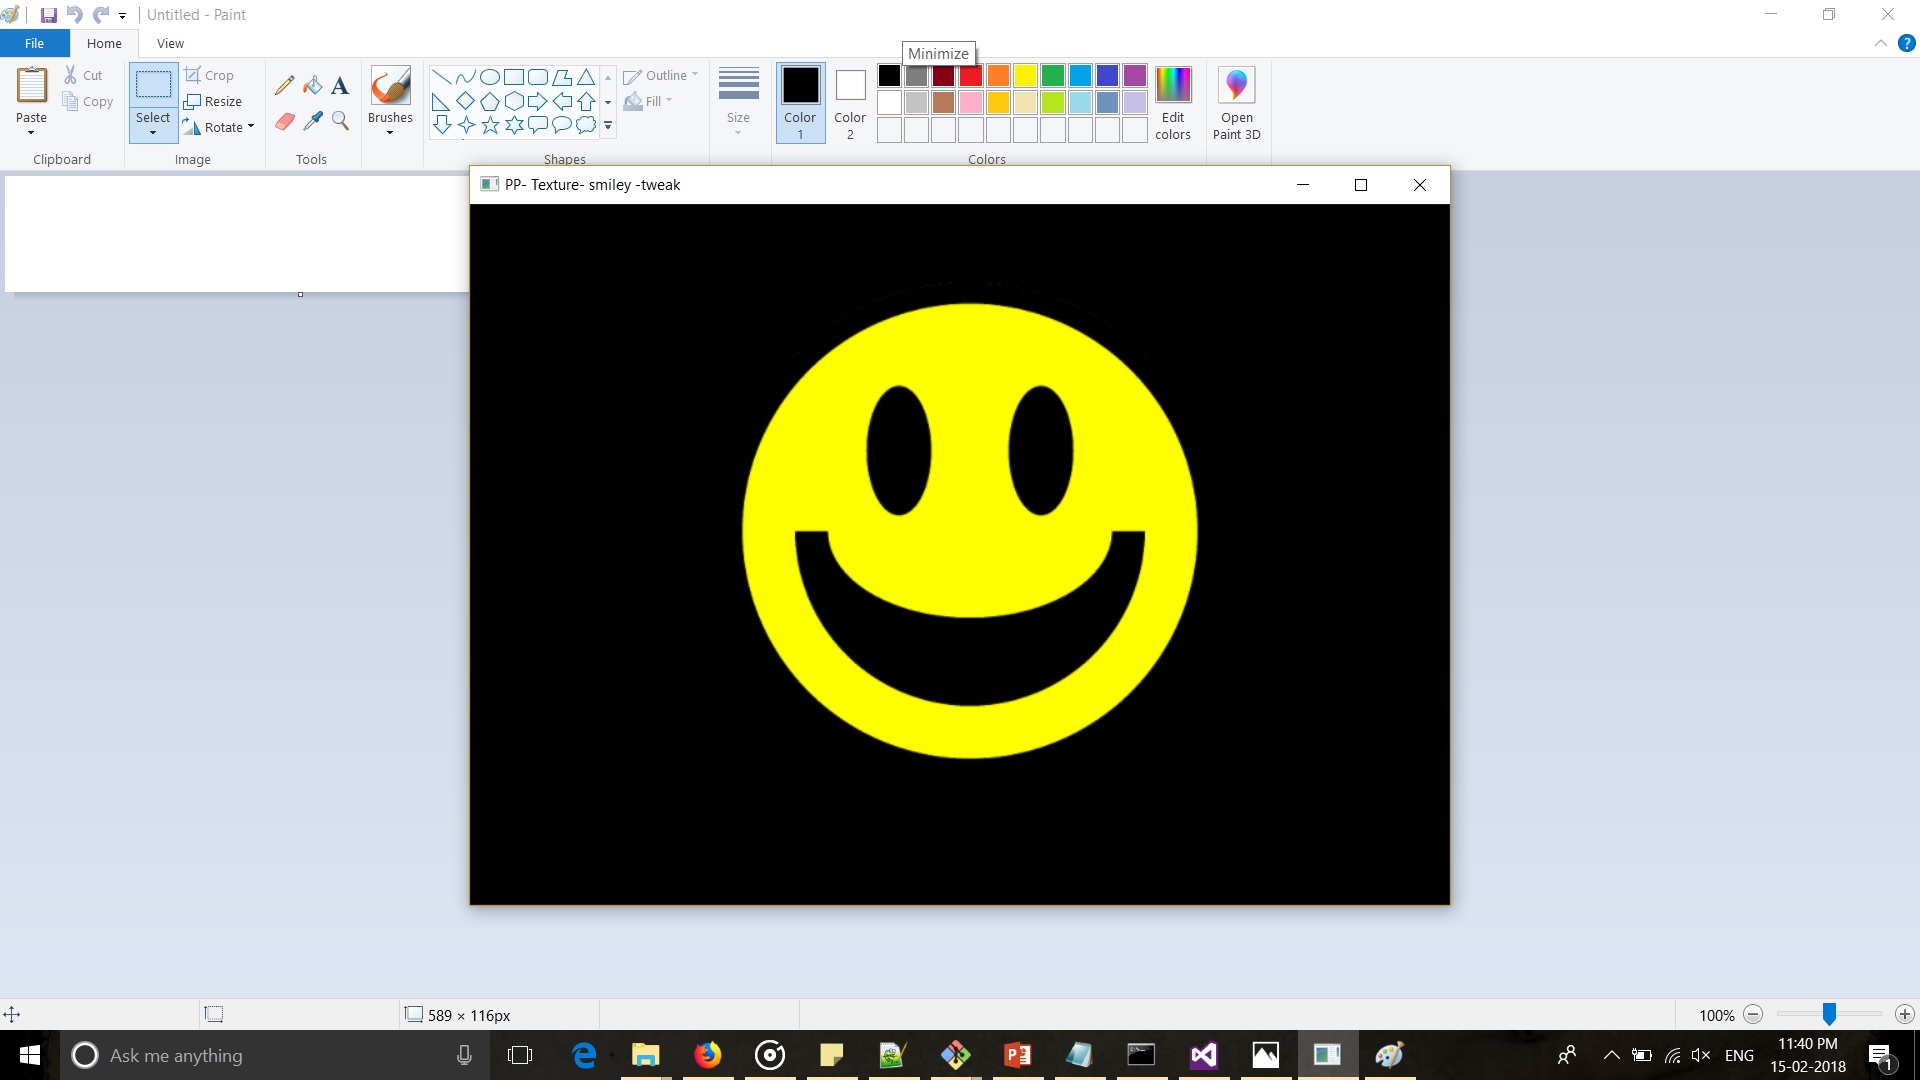 Untitled - Paint
File
Home
View
Minimize
Paste
Cut
Copy
Clipboard
Select
Crop
Resize
Rotate
Image
A
Tools
Brushes
Outline
Fill
Shapes
Size
Color
1
Color
2
Edit
colors
Colors
Open
Paint 3D
?
PP- Texture- smiley -tweak
589 × 116px
100%
Ask me anything
ENG
11:40 PM
15-02-2018
1